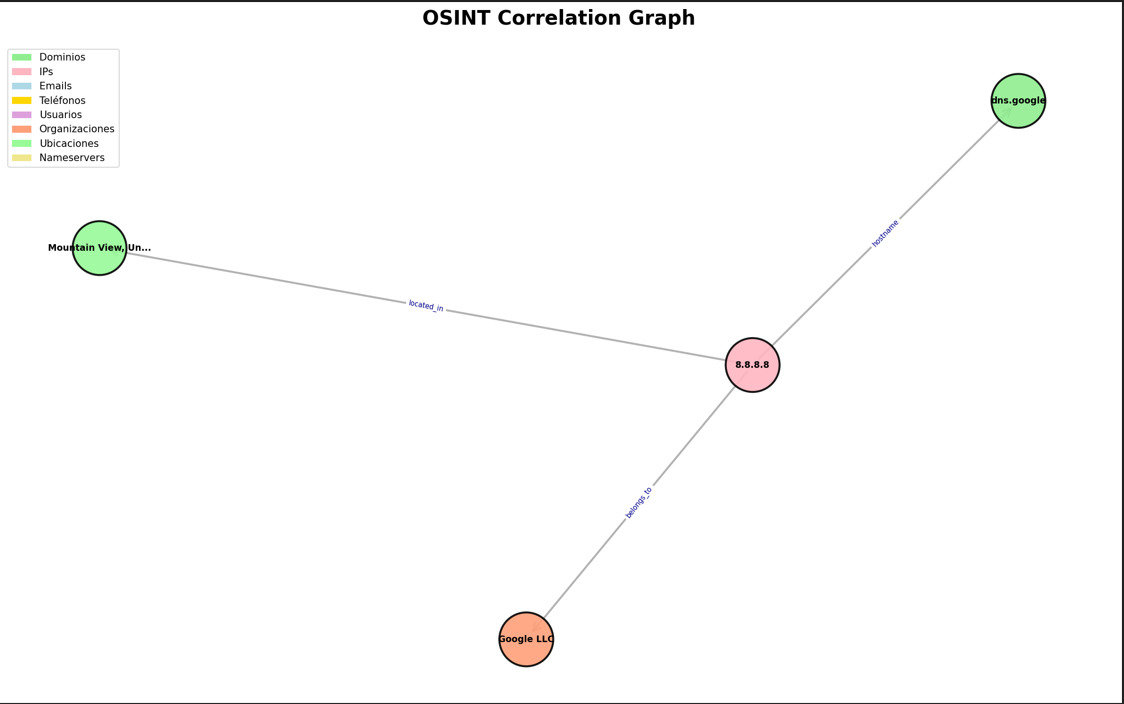 OSINT Correlation Graph
Dominios
IPs
Emails
Teléfonos
Usuarios
Organizaciones
Ubicaciones
Nameservers
dns.google
hostname
Mountain View, Un...
located_in
8.8.8.8
belongs_to
Google LLC